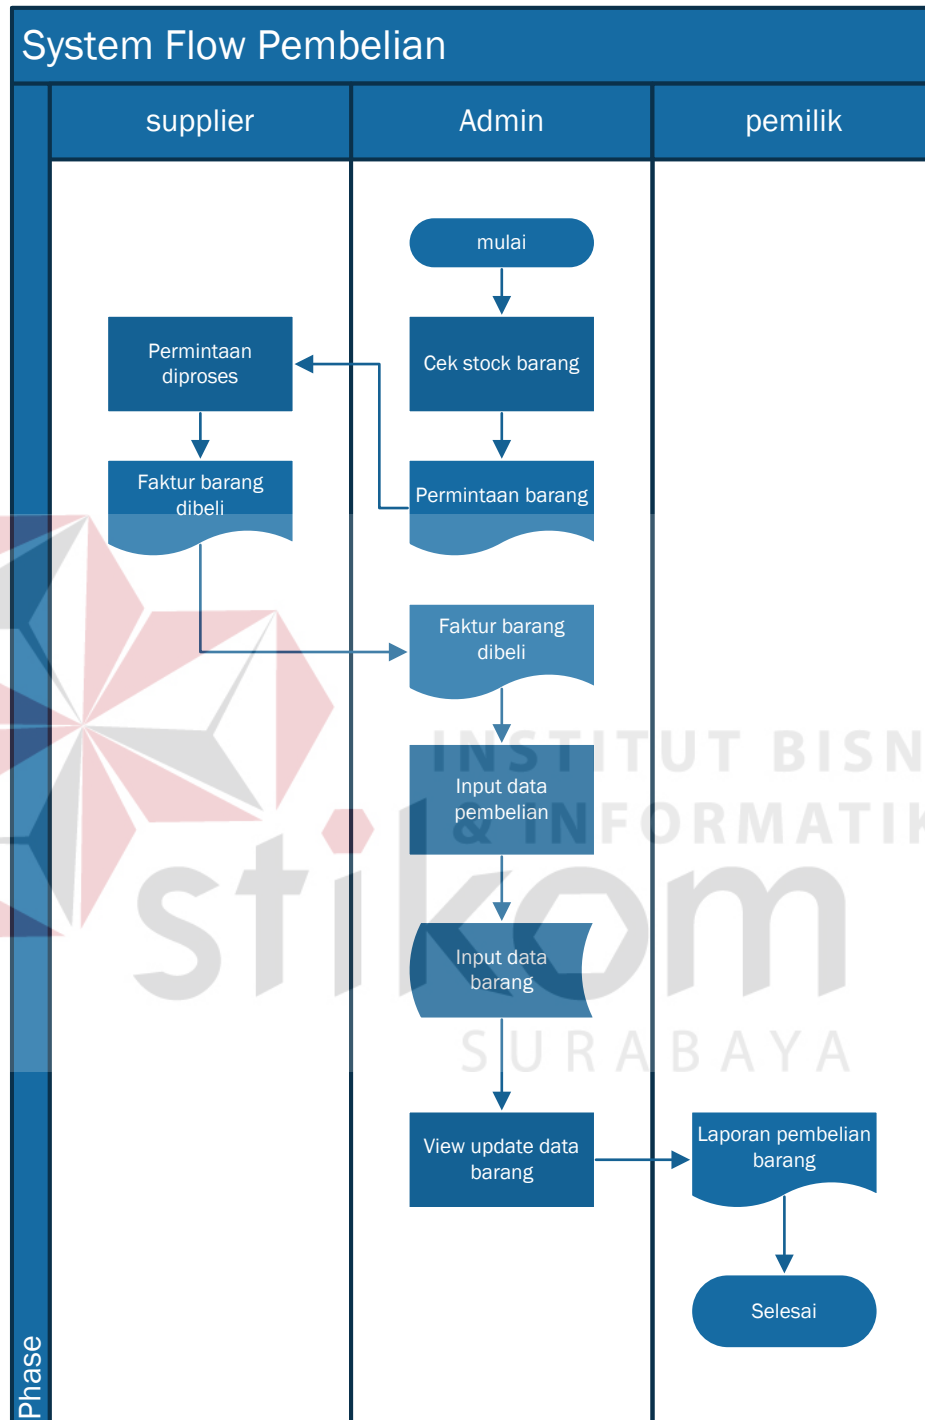 System Flow Pembelian
supplier
Admin
pemilik
mulai
Permintaan
diproses
Cek stock barang
Faktur barang
dibeli
Permintaan barang
Faktur barang
dibeli
Input data
pembelian
Input data
barang
View update data
barang
Laporan pembelian
barang
Selesai
Phase
INSTITUT BISN
& INFORMATIK
stikom
SURABAYA